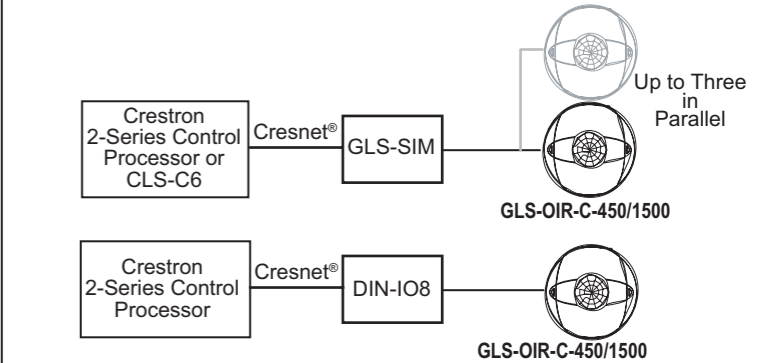 Crestron
2-Series Control
Processor or
CLS-C6
Cresnet®
GLS-SIM
Up to Three
in
Parallel
GLS-OIR-C-450/1500
Crestron
2-Series Control
Processor
Cresnet®
DIN-IO8
GLS-OIR-C-450/1500